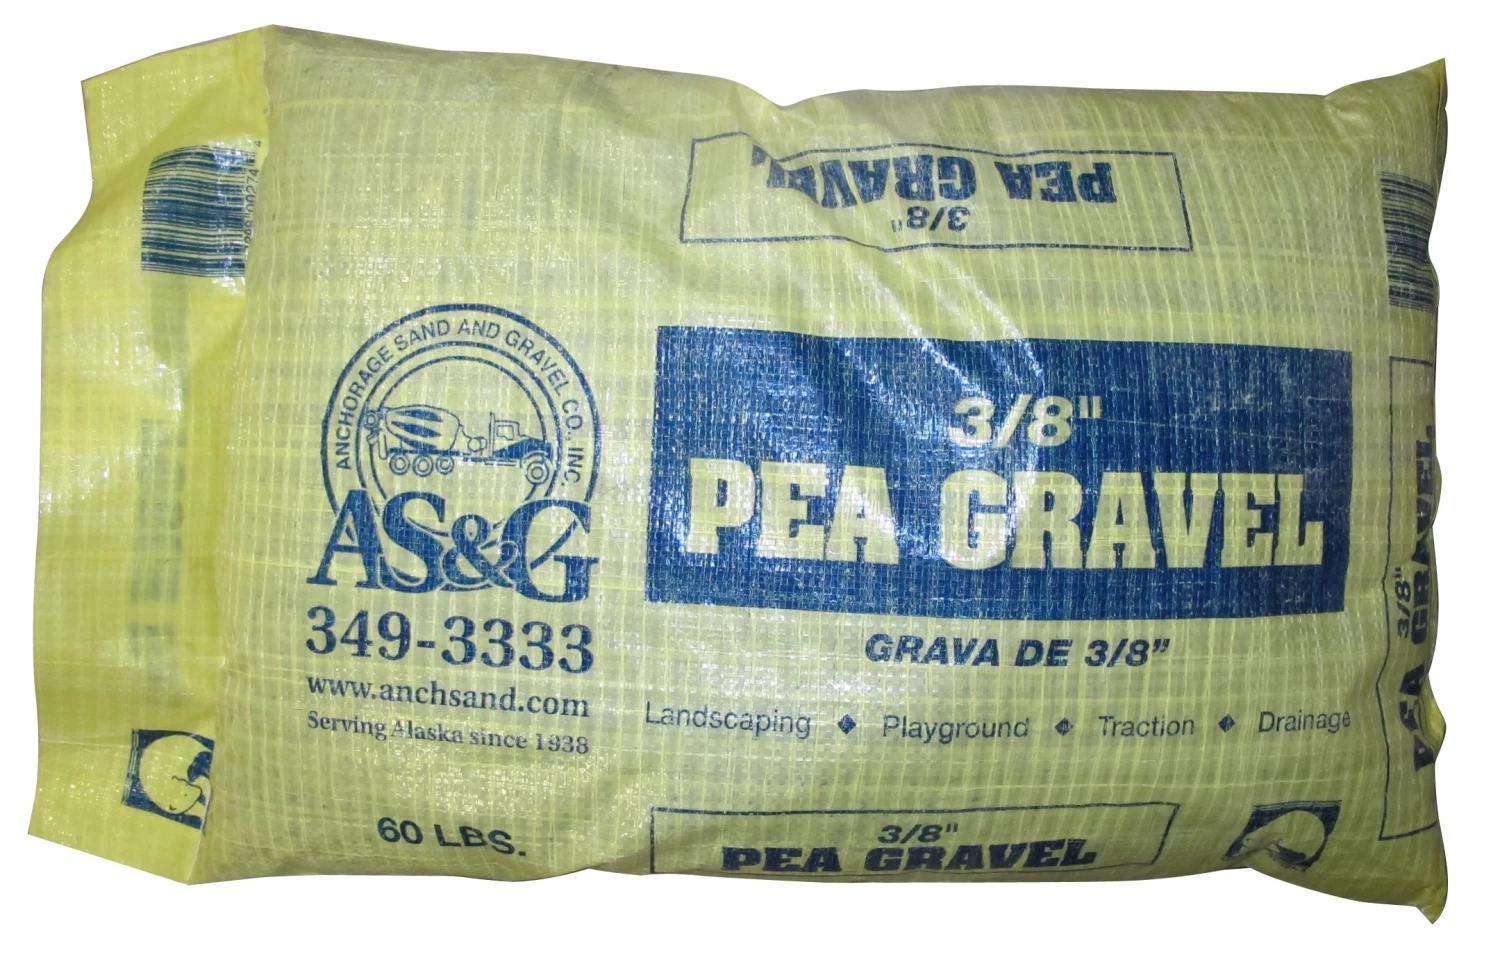 PEA GRAVEL
3/8"
ANCHORAGE SAND AND GRAVEL CO., INC.
AS&G
349-3333
www.anchsand.com
Serving Alaska since 1938
60 LBS.
3/8"
PEA GRAVEL
GRAVA DE 3/8”
Landscaping ◆ Playground ◆ Traction ◆ Drainage
3/8"
PEA GRAVEL
3/8"
PEA GRAVEL